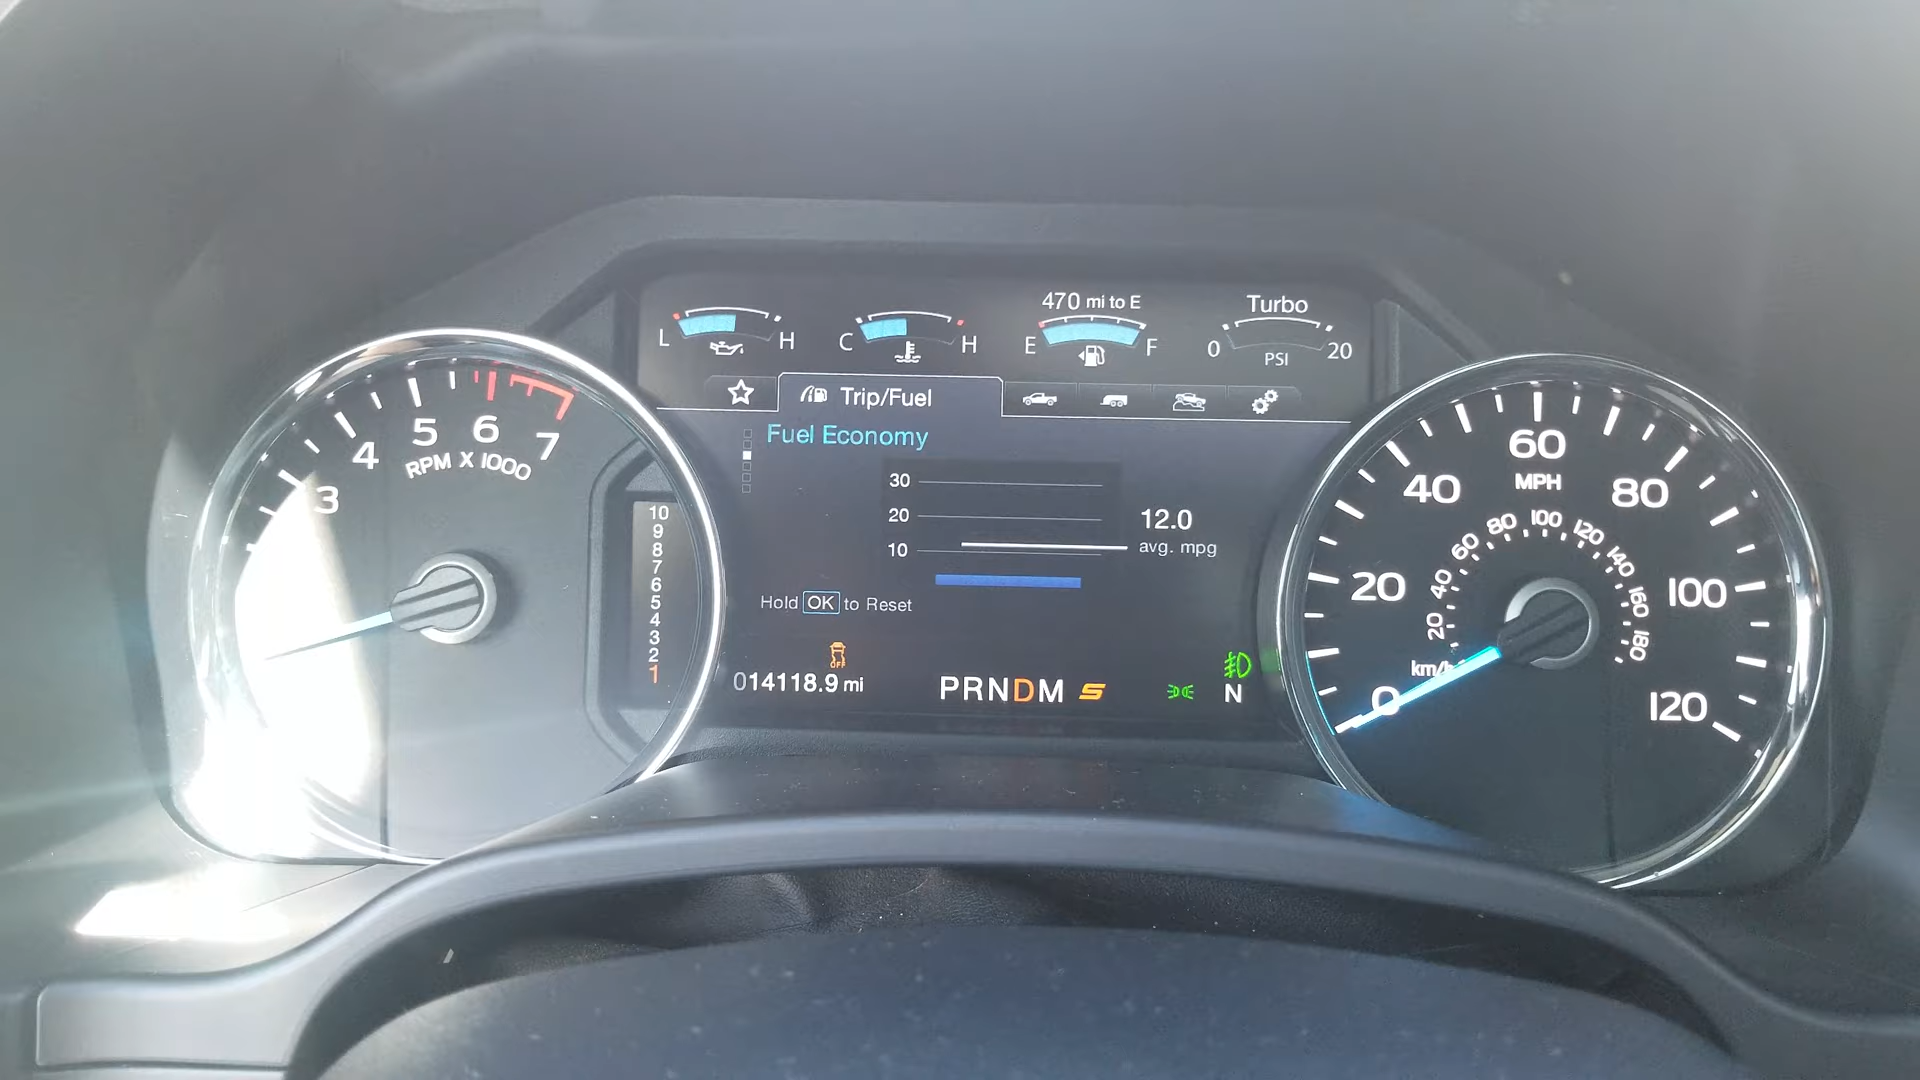 470 mi to E
Turbo
L H
C H
E F
0 PSI 20
Trip/Fuel
Fuel Economy
30
20
10
12.0
avg. mpg
Hold OK to Reset
OFF
014118.9 mi
PRNDM S
N
3 4 5 6 7
RPM X 1000
10
9
8
7
6
5
4
3
2
1
0 20 40 60 80 100 120
MPH
20 40 60 80 100 120 140 160 180